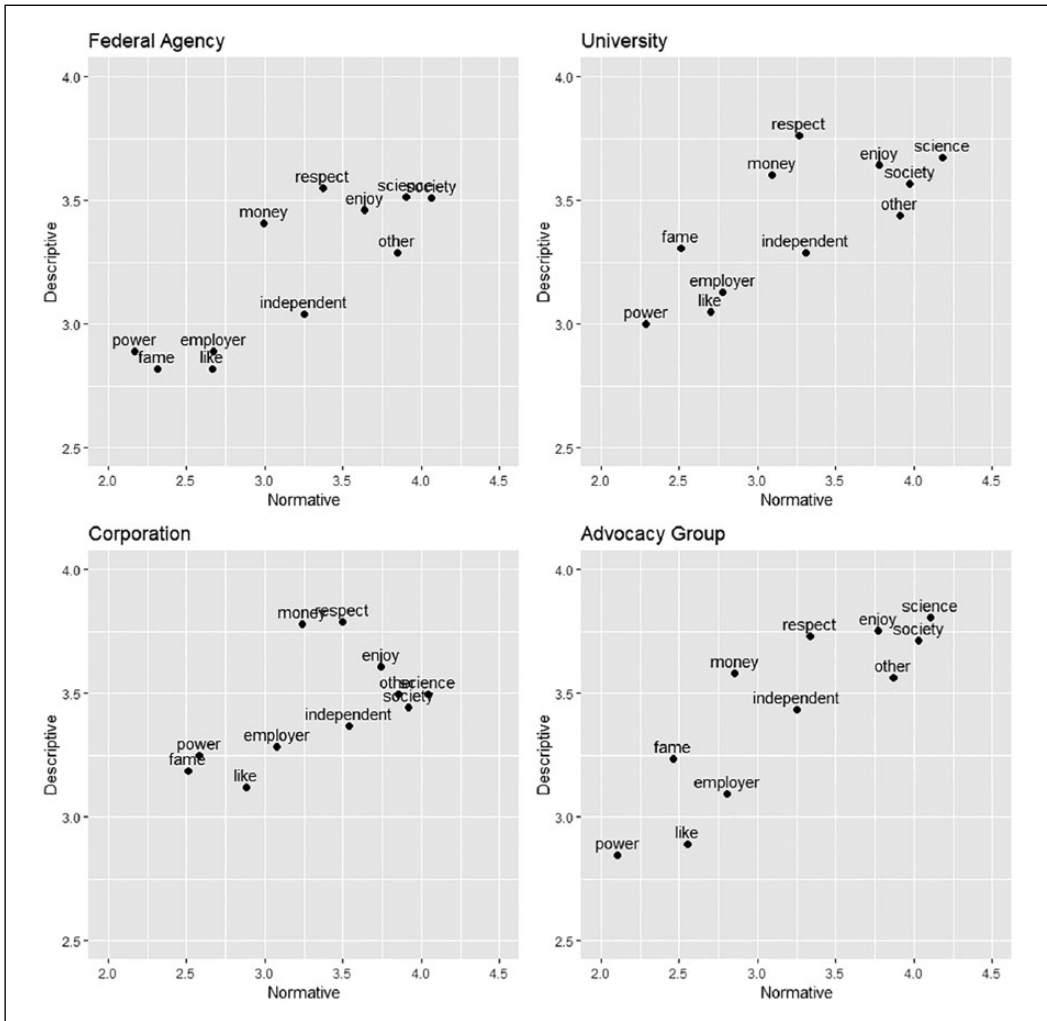 Federal Agency
4.0
3.5
3.0
2.5
Descriptive
respect
science
society
enjoy
money
other
independent
power
employer
fame
like
2.0 2.5 3.0 3.5 4.0 4.5
Normative
University
4.0
3.5
3.0
2.5
Descriptive
respect
science
enjoy
money
society
other
fame
independent
employer
like
power
2.0 2.5 3.0 3.5 4.0 4.5
Normative
Corporation
4.0
3.5
3.0
2.5
Descriptive
money
respect
enjoy
other
science
society
independent
employer
power
fame
like
2.0 2.5 3.0 3.5 4.0 4.5
Normative
Advocacy Group
4.0
3.5
3.0
2.5
Descriptive
science
enjoy
respect
society
money
other
independent
fame
employer
like
power
2.0 2.5 3.0 3.5 4.0 4.5
Normative